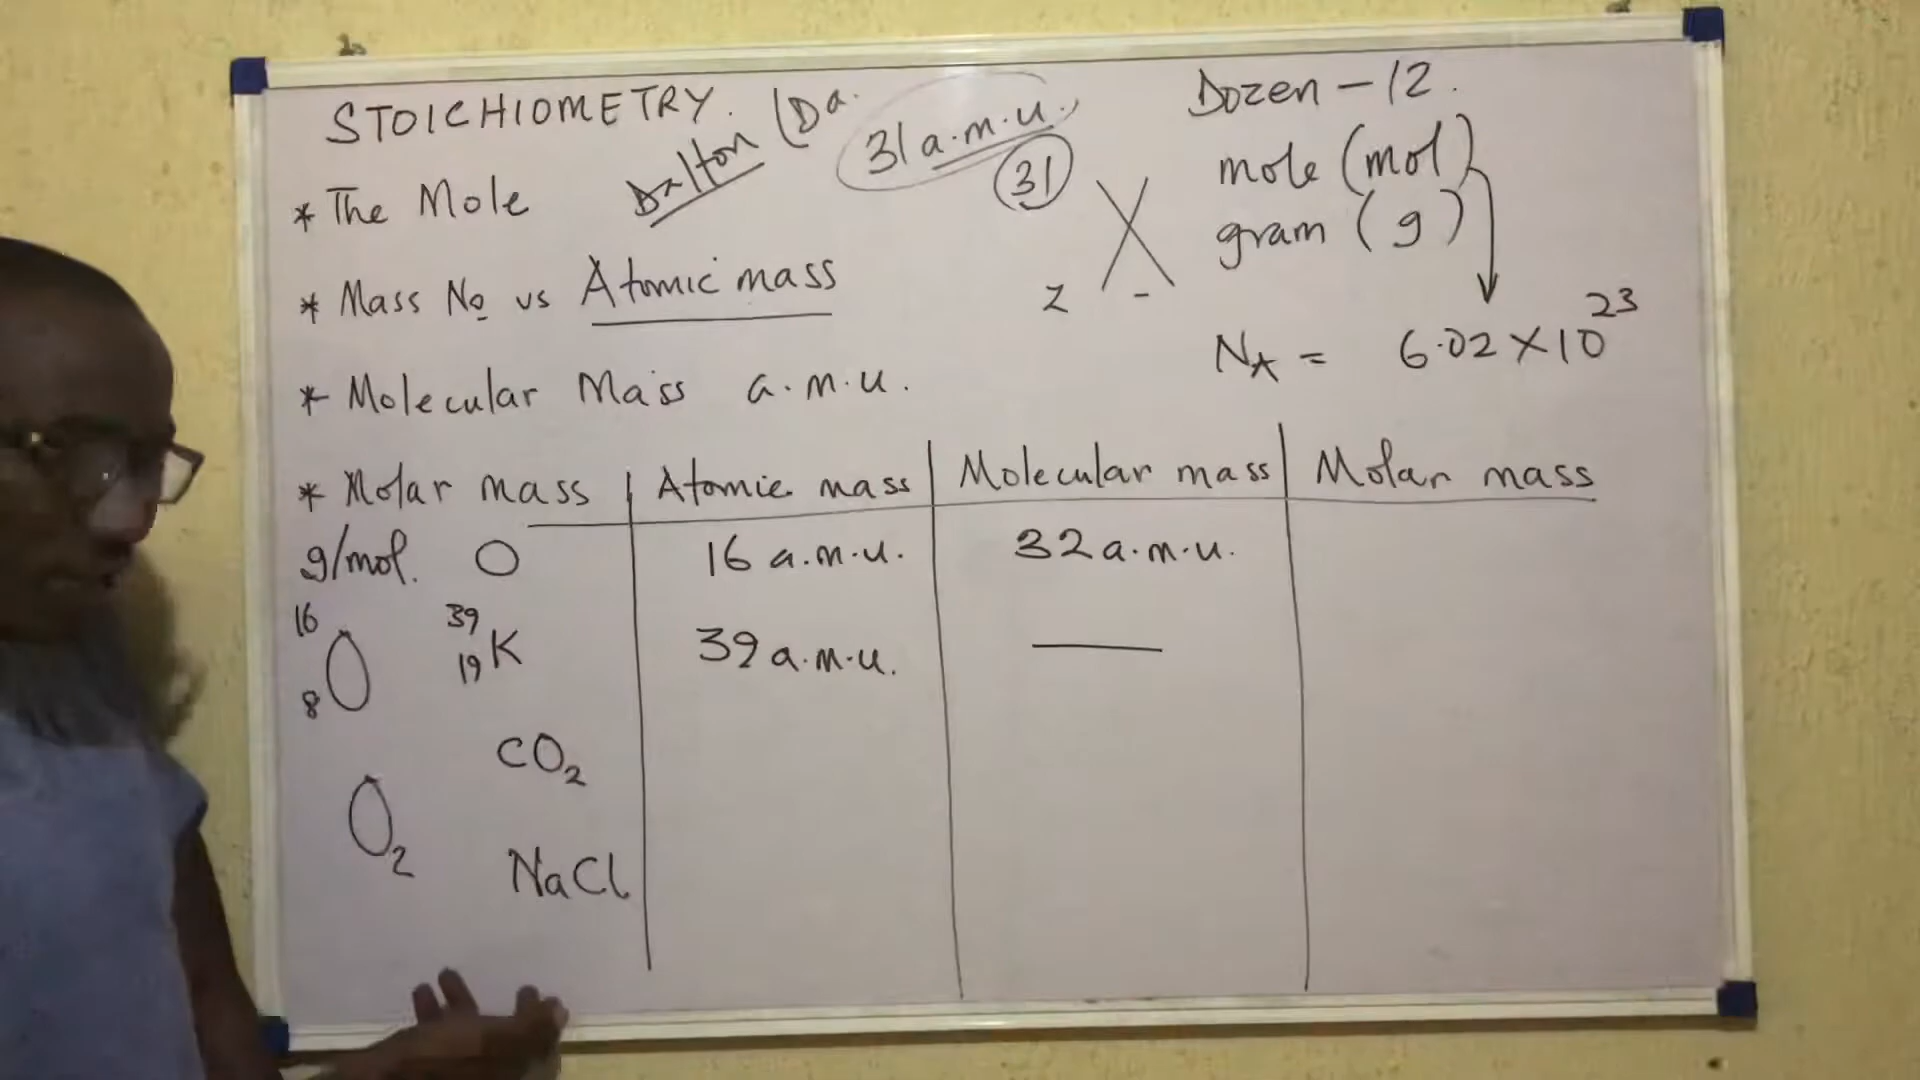 STOICHIOMETRY.
Dalton (Da.
31 a.m.u.
* The Mole
* Mass No vs Atomic mass
* Molecular Mass a.m.u.
* Molar mass
g/mol.
31
X
Z -
Dozen - 12.
mole (mol)
gram (g)
NA = 6.02 X 10²³
Atomic mass | Molecular mass | Molar mass
O 16 a.m.u. 32 a.m.u.
39 19 K 39 a.m.u. —
16 8 O
CO₂
O₂
NaCl